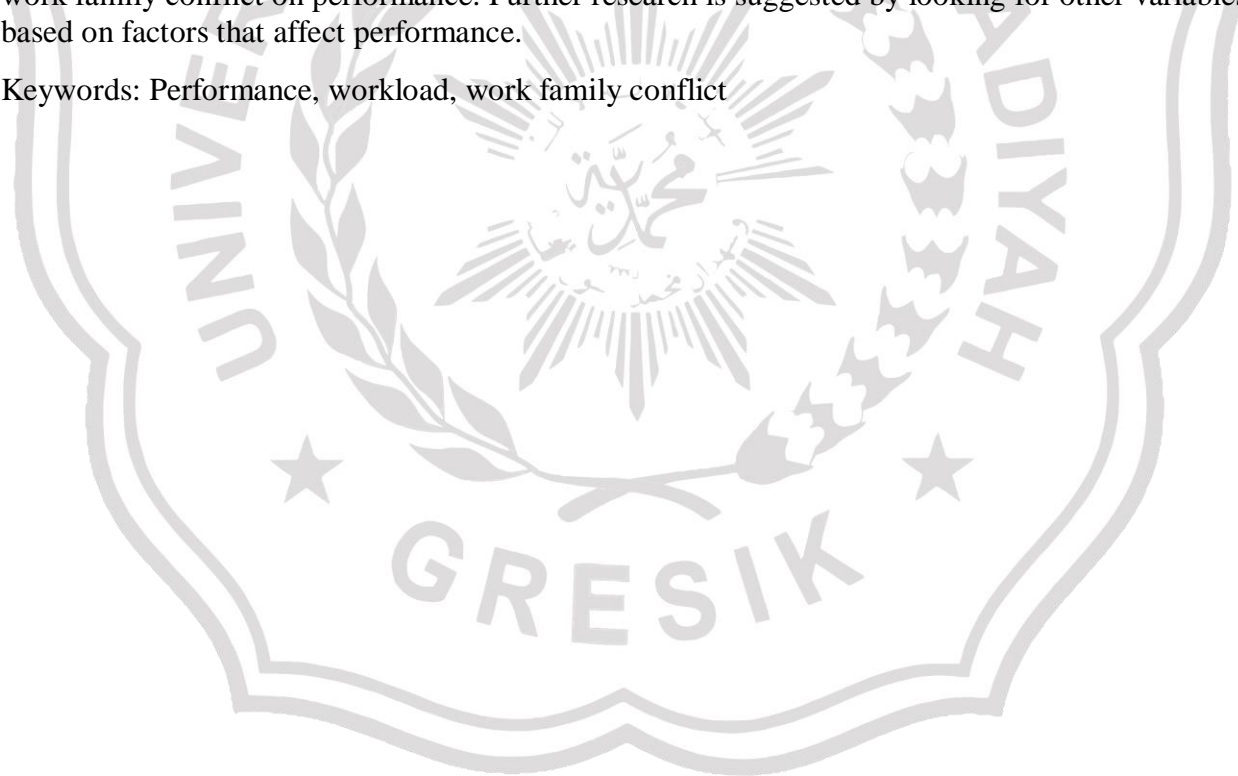 work family conflict on performance. Further research is suggested by looking for other variables
based on factors that affect performance.
Keywords: Performance, workload, work family conflict
محمد
GRESIK